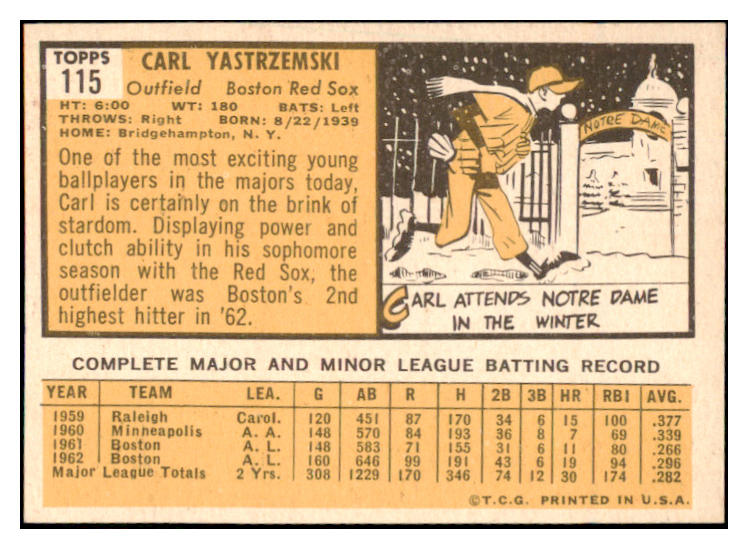 TOPPS
115
CARL YASTRZEMSKI
Outfield Boston Red Sox
HT: 6:00 WT: 180 BATS: Left
THROWS: Right BORN: 8/22/1939
HOME: Bridgehampton, N. Y.
One of the most exciting young
ballplayers in the majors today,
Carl is certainly on the brink of
stardom. Displaying power and
clutch ability in his sophomore
season with the Red Sox, the
outfielder was Boston's 2nd
highest hitter in '62.
NOTRE DAME
CARL ATTENDS NOTRE DAME
IN THE WINTER
COMPLETE MAJOR AND MINOR LEAGUE BATTING RECORD
YEAR TEAM LEA. G AB R H 2B 3B HR RBI AVG.
1959 Raleigh Carol. 120 451 87 170 34 6 15 100 .377
1960 Minneapolis A. A. 148 570 84 193 36 8 7 69 .339
1961 Boston A. L. 148 583 71 155 31 6 11 80 .266
1962 Boston A. L. 160 646 99 191 43 6 19 94 .296
Major League Totals 2 Yrs. 308 1229 170 346 74 12 30 174 .282
©T.C.G. PRINTED IN U.S.A.